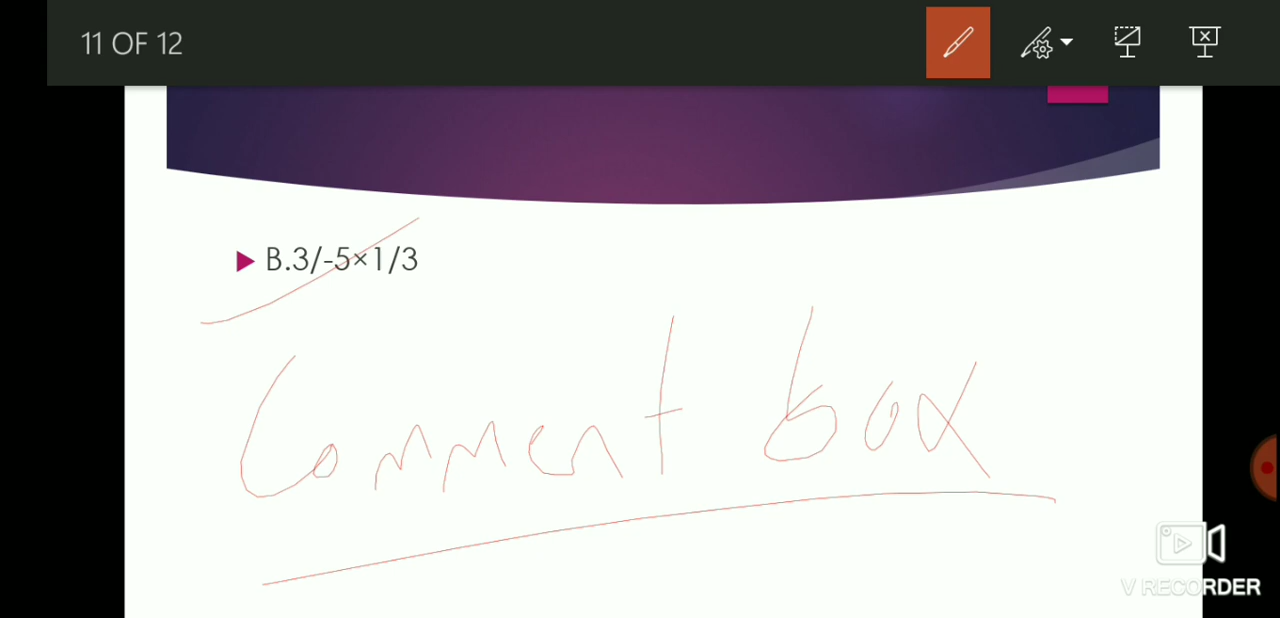 11 OF 12
B.3/-5×1/3
Comment box
V RECORDER